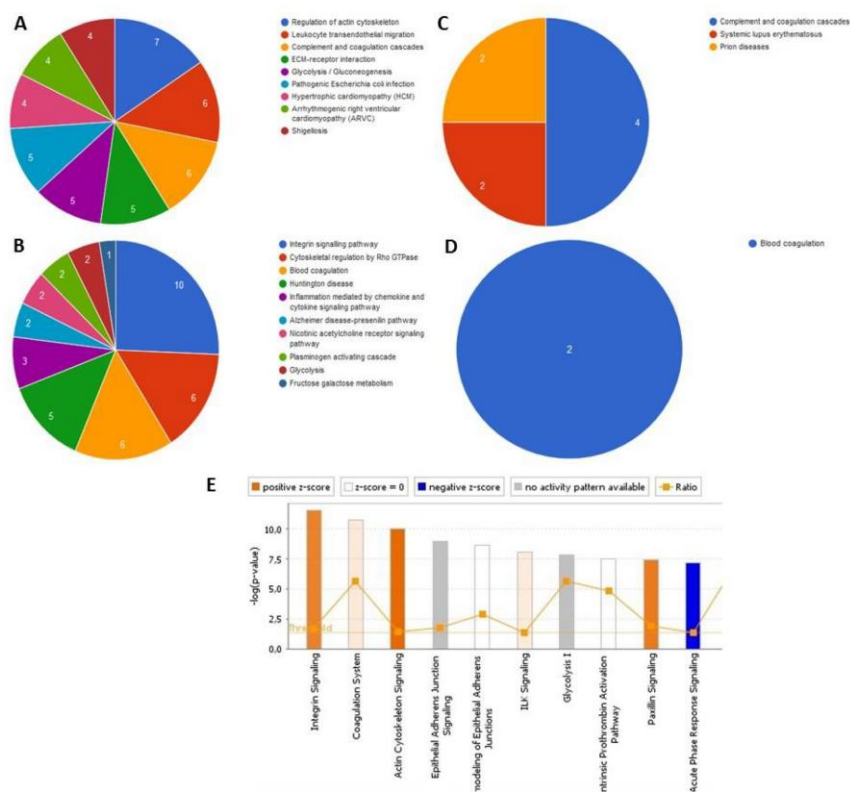 A
7
6
6
5
5
5
4
4
4
Regulation of actin cytoskeleton
Leukocyte transendothelial migration
Complement and coagulation cascades
ECM-receptor interaction
Glycolysis / Gluconeogenesis
Pathogenic Escherichia coli infection
Hypertrophic cardiomyopathy (HCM)
Arrhythmogenic right ventricular
cardiomyopathy (ARVC)
Shigellosis
C
4
2
2
Complement and coagulation cascades
Systemic lupus erythematosus
Prion diseases
B
10
6
6
5
3
2
2
2
2
1
Integrin signalling pathway
Cytoskeletal regulation by Rho GTPase
Blood coagulation
Huntington disease
Inflammation mediated by chemokine and
cytokine signaling pathway
Alzheimer disease-presenilin pathway
Nicotinic acetylcholine receptor signaling
pathway
Plasminogen activating cascade
Glycolysis
Fructose galactose metabolism
D
2
Blood coagulation
E
positive z-score
z-score = 0
negative z-score
no activity pattern available
Ratio
-log(p-value)
10.0
7.5
5.0
2.5
0.0
Integrin Signaling
Coagulation System
Actin Cytoskeleton Signaling
Epithelial Adherens Junction
Signaling
modeling of Epithelial Adherens
Junctions
ILK Signaling
Glycolysis I
ntrinsic Prothrombin Activation
Pathway
Paxillin Signaling
Acute Phase Response Signaling